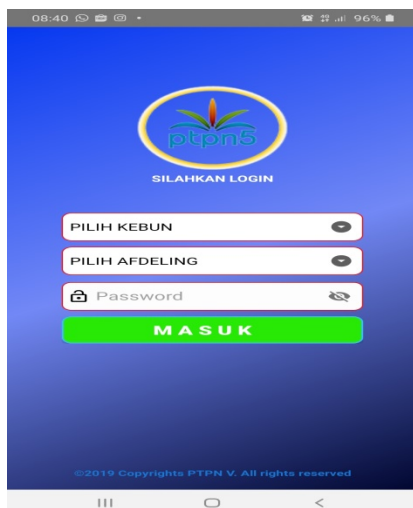 08:40 96%
ptpn5
SILAHKAN LOGIN
PILIH KEBUN
PILIH AFDELING
Password
MASUK
©2019 Copyrights PTPN V. All rights reserved